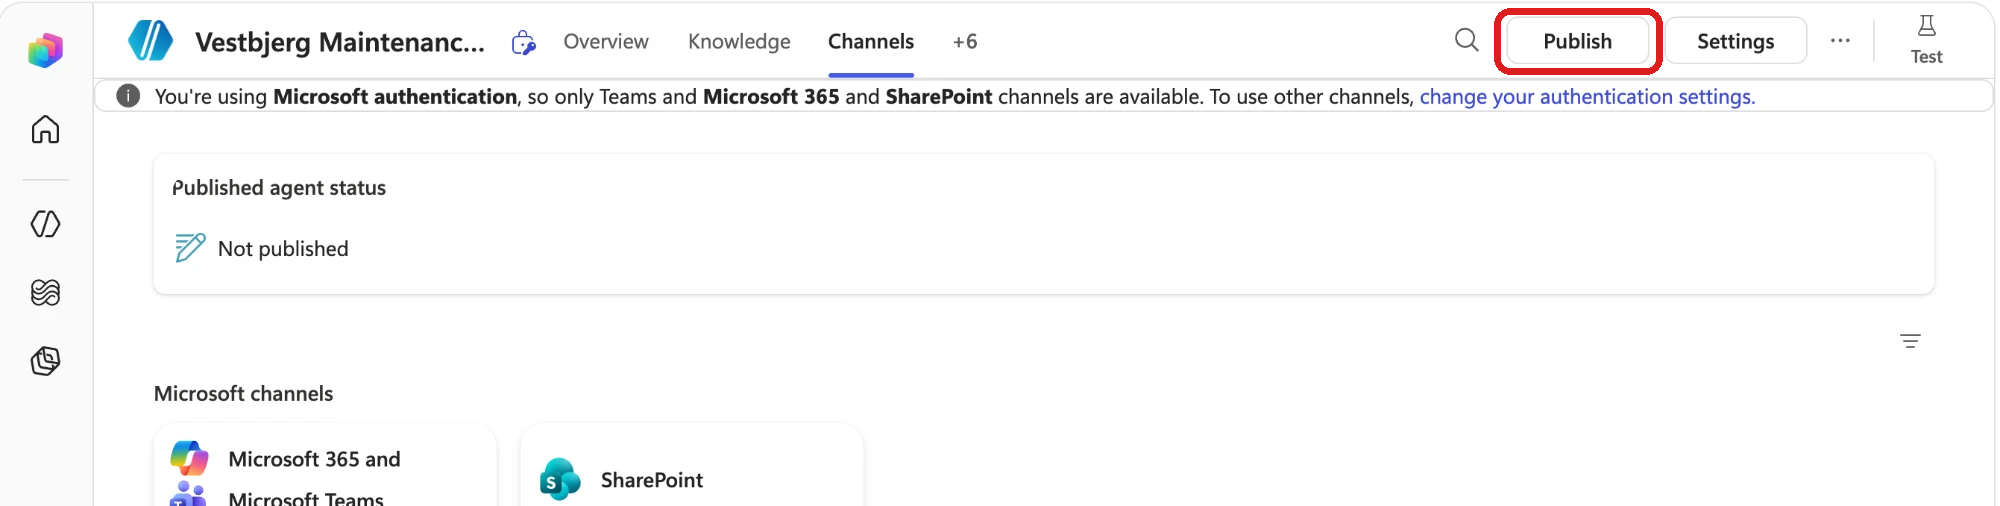 Vestbjerg Maintenanc... Overview Knowledge Channels +6 Publish Settings ... Test
You're using Microsoft authentication, so only Teams and Microsoft 365 and SharePoint channels are available. To use other channels, change your authentication settings.
Published agent status
Not published
Microsoft channels
Microsoft 365 and
Microsoft Teams
SharePoint